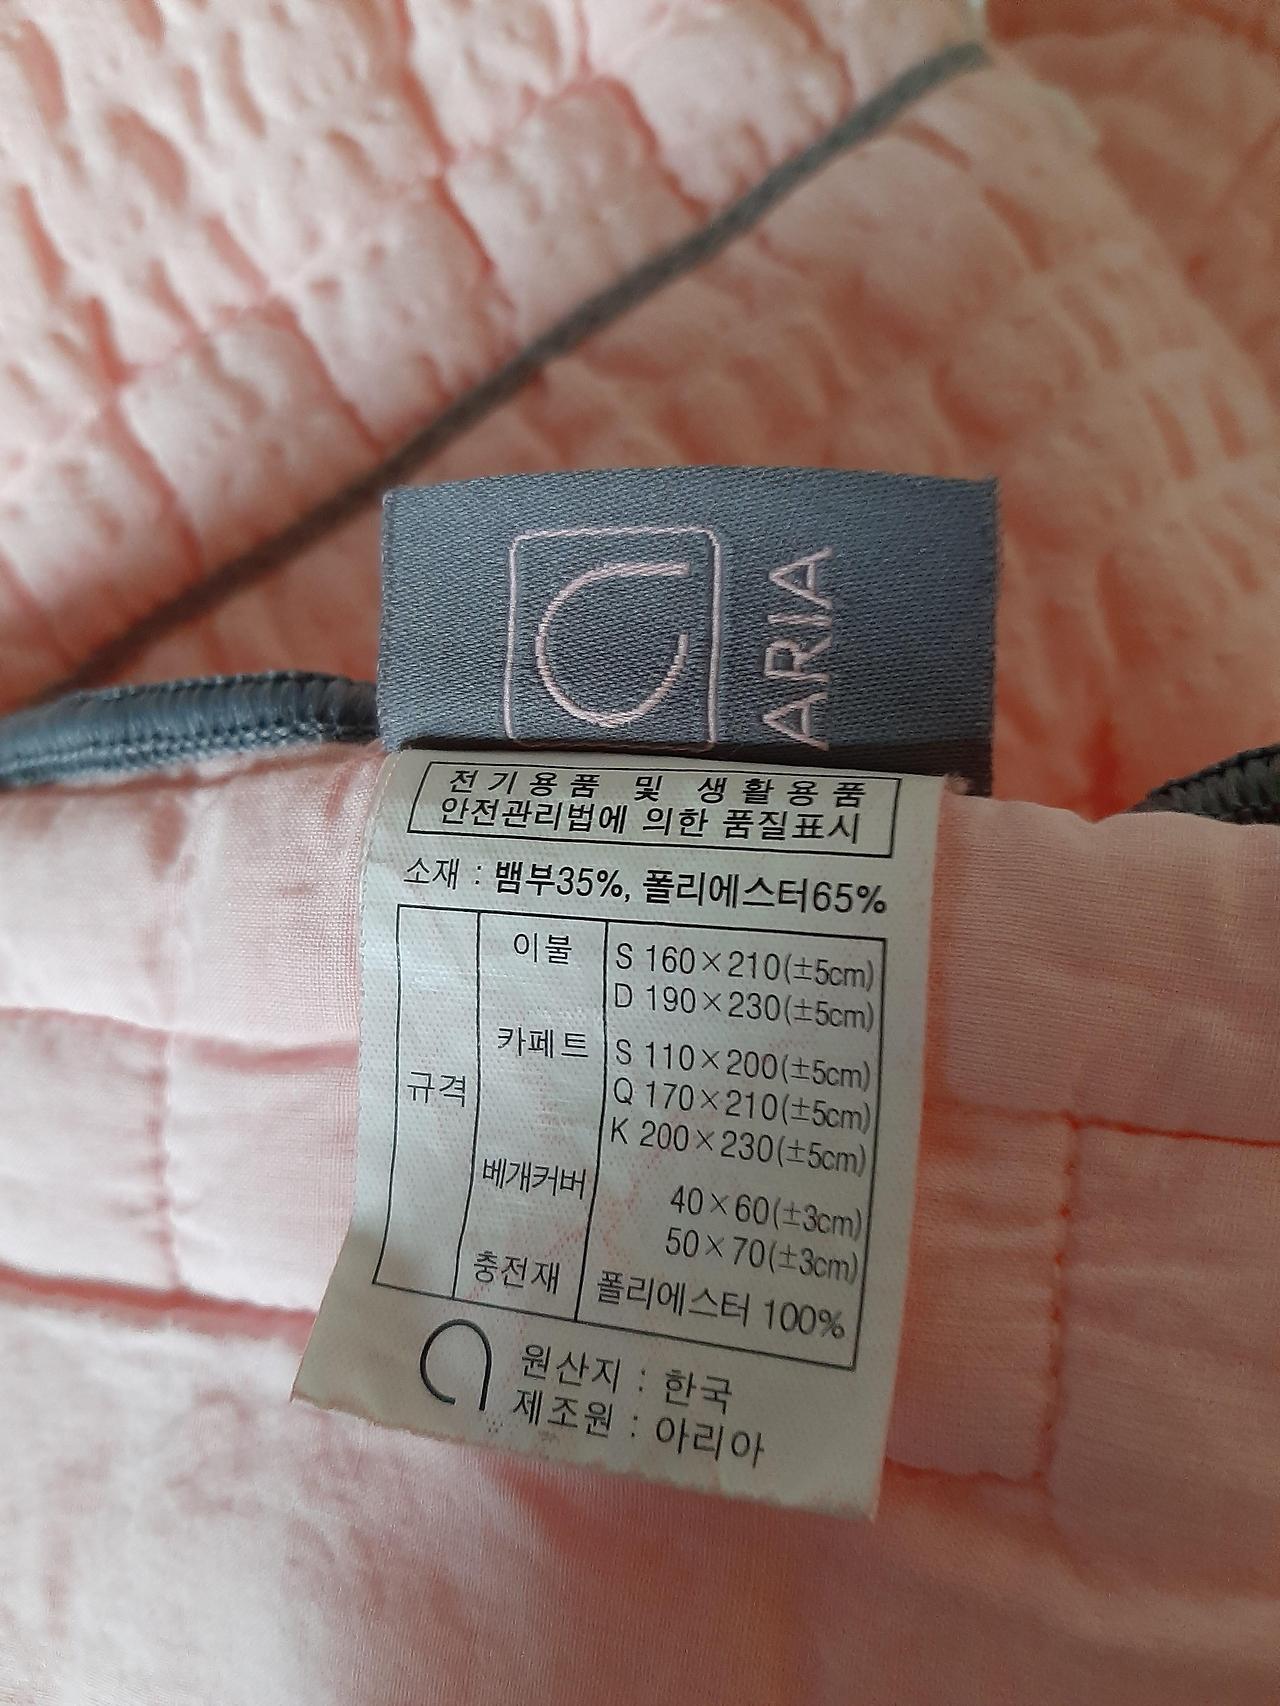 ARIA
전기용품 및 생활용품
안전관리법에 의한 품질표시
소재 : 뱀부35%, 폴리에스터65%
규격
이불
S 160×210(±5cm)
D 190×230(±5cm)
카페트
S 110×200(±5cm)
Q 170×210(±5cm)
K 200×230(±5cm)
베개커버
40×60(±3cm)
50×70(±3cm)
충전재
폴리에스터 100%
원산지 : 한국
제조원 : 아리아